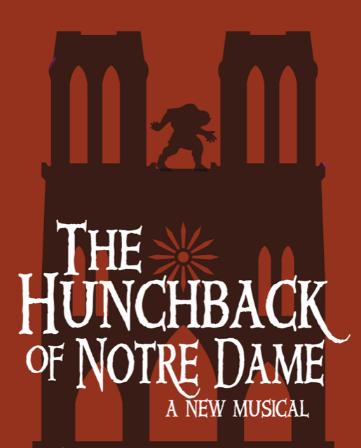 The
Hunchback
of Notre Dame
A New Musical